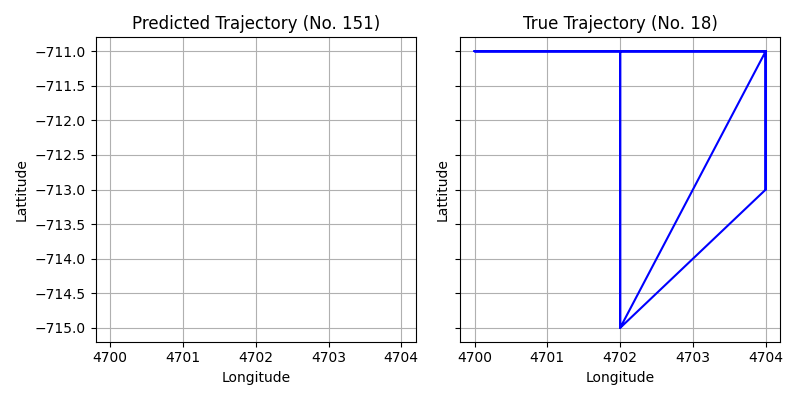 Predicted Trajectory (No. 151)
True Trajectory (No. 18)
−711.0
−711.5
−712.0
−712.5
−713.0
−713.5
−714.0
−714.5
−715.0
Lattitude
Lattitude
4700 4701 4702 4703 4704
4700 4701 4702 4703 4704
Longitude
Longitude